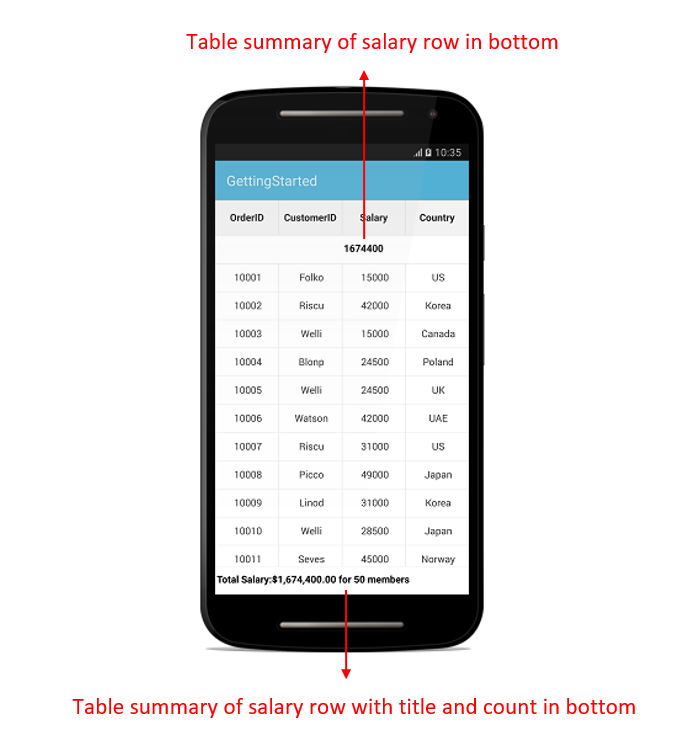 Table summary of salary row in bottom
10:35
GettingStarted
OrderID CustomerID Salary Country
1674400
10001 Folko 15000 US
10002 Riscu 42000 Korea
10003 Welli 15000 Canada
10004 Blonp 24500 Poland
10005 Welli 24500 UK
10006 Watson 42000 UAE
10007 Riscu 31000 US
10008 Picco 49000 Japan
10009 Linod 31000 Korea
10010 Welli 28500 Japan
10011 Seves 45000 Norway
Total Salary:$1,674,400.00 for 50 members
Table summary of salary row with title and count in bottom